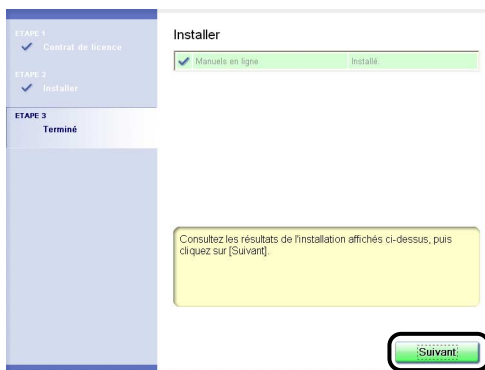 ETAPE 1
Contrat de licence
ETAPE 2
Installer
ETAPE 3
Terminé
Installer
Manuels en ligne Installé.
Consultez les résultats de l'installation affichés ci-dessus, puis
cliquez sur [Suivant].
Suivant